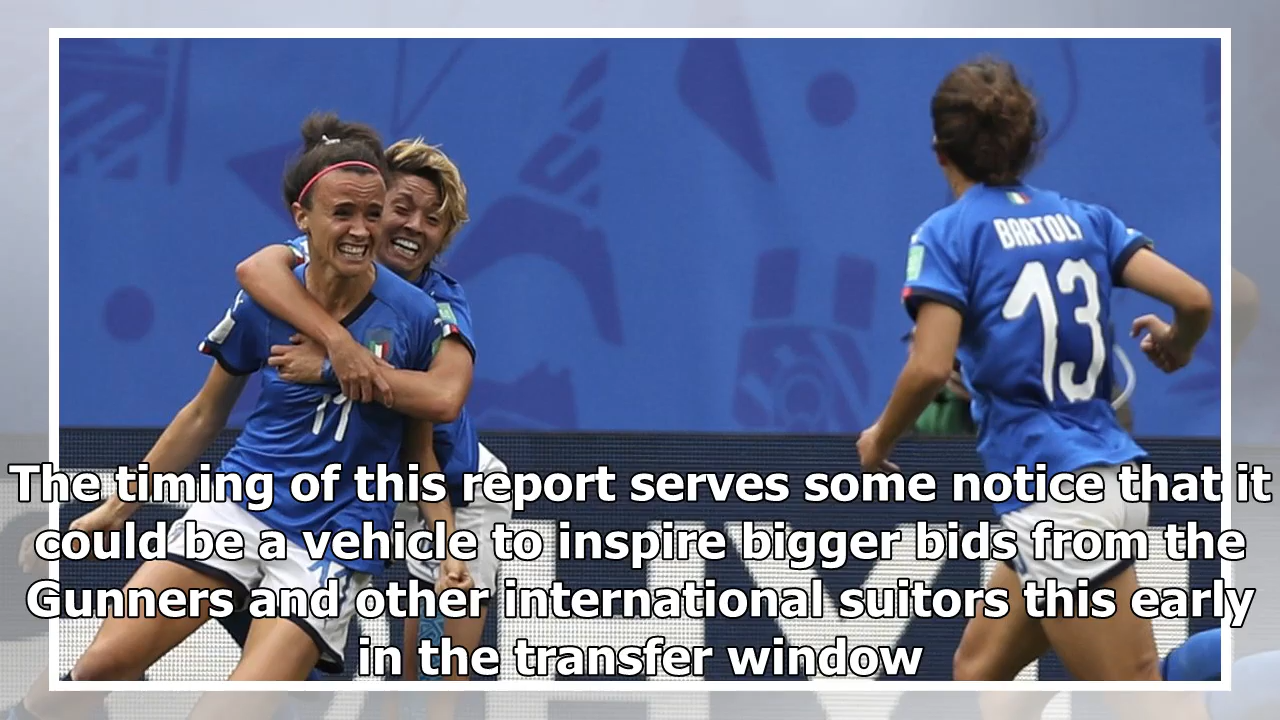 BARTOLI
13
11
The timing of this report serves some notice that it
could be a vehicle to inspire bigger bids from the
Gunners and other international suitors this early
in the transfer window